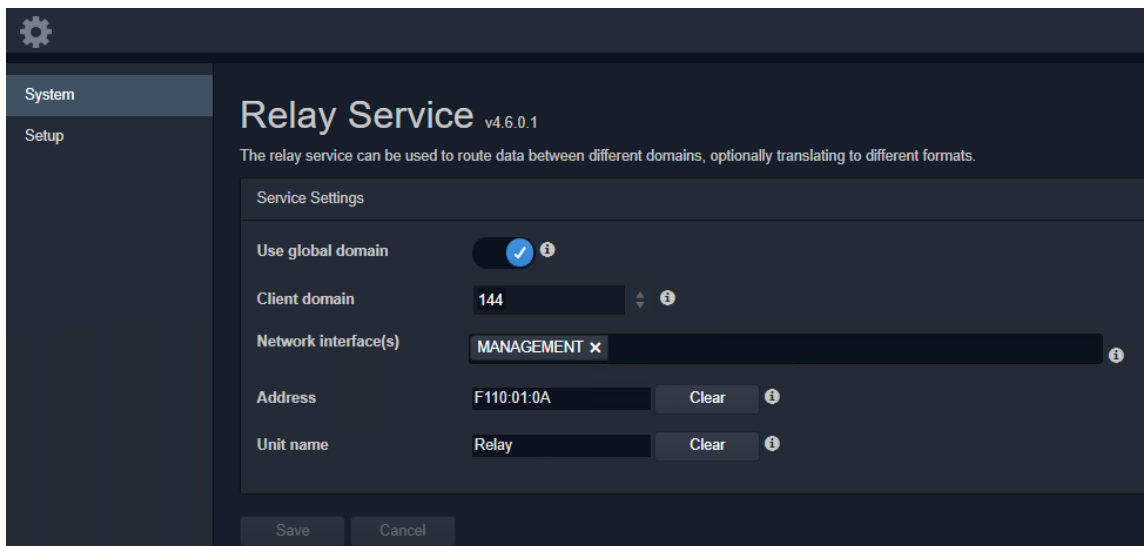 System
Setup
Relay Service v4.6.0.1
The relay service can be used to route data between different domains, optionally translating to different formats.
Service Settings
Use global domain
Client domain 144
Network interface(s) MANAGEMENT ×
Address F110:01:0A Clear
Unit name Relay Clear
Save Cancel